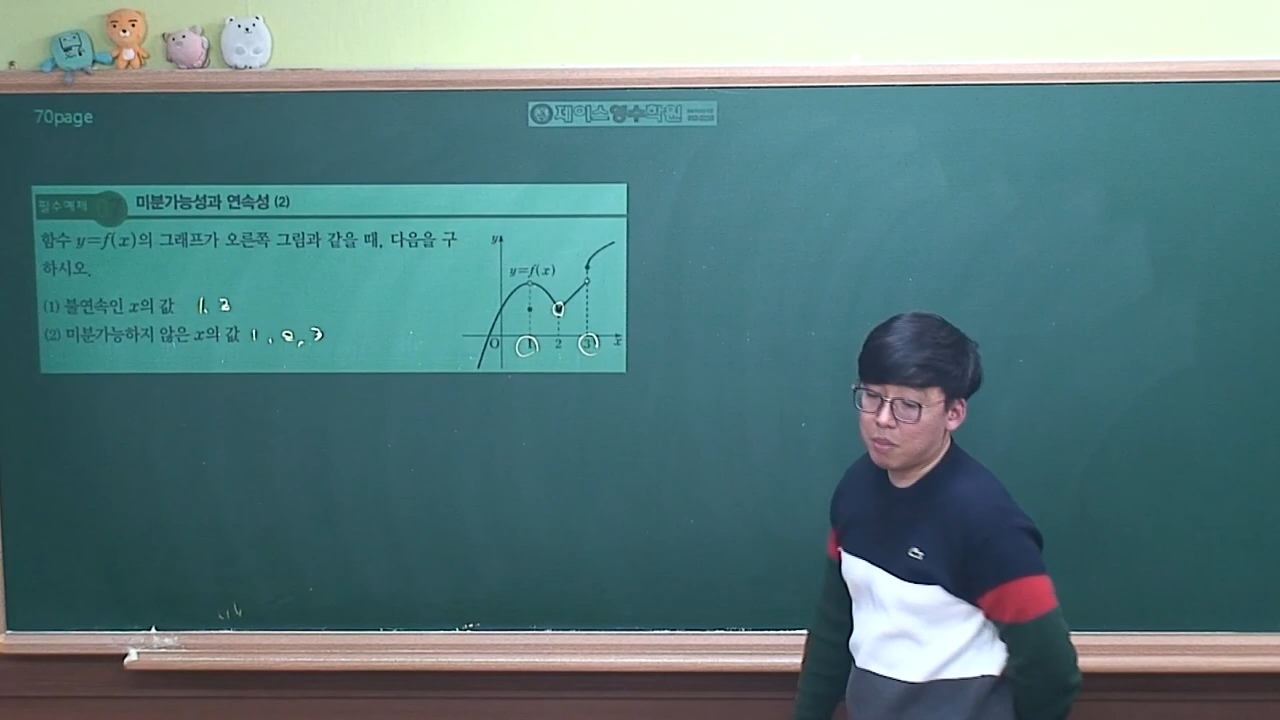 70page
제이스영수학원
필수예제
미분가능성과 연속성 (2)
함수 y=f(x)의 그래프가 오른쪽 그림과 같을 때, 다음을 구
하시오.
(1) 불연속인 x의 값 1, 3
(2) 미분가능하지 않은 x의 값 1, 2, 3
y
y=f(x)
O 1 2 3 x